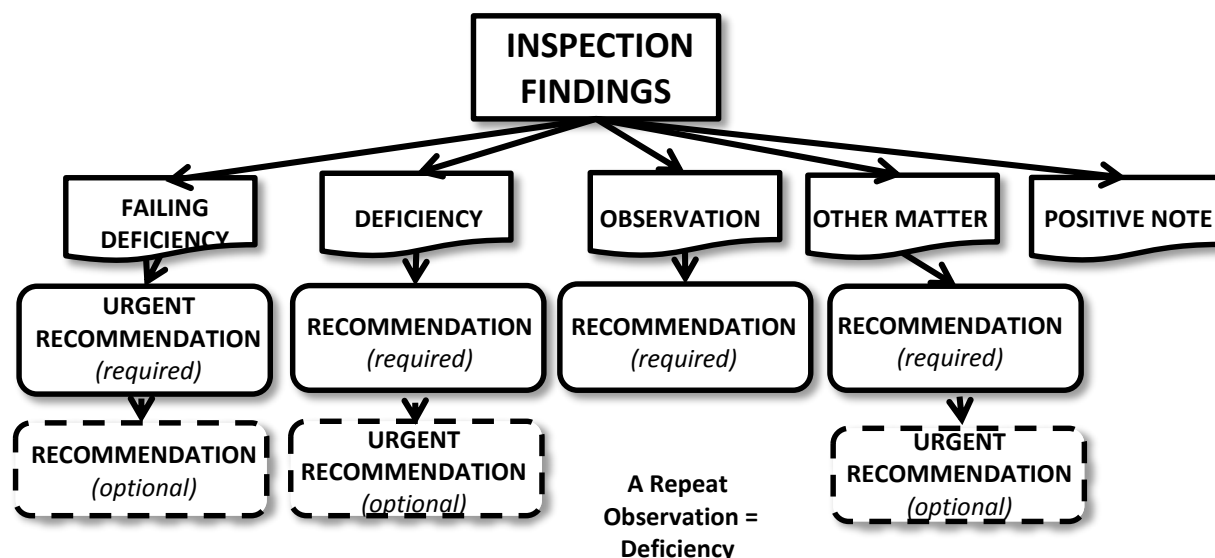 INSPECTION
FINDINGS
FAILING
DEFICIENCY
DEFICIENCY
OBSERVATION
OTHER MATTER
POSITIVE NOTE
URGENT
RECOMMENDATION
(required)
RECOMMENDATION
(required)
RECOMMENDATION
(required)
RECOMMENDATION
(required)
RECOMMENDATION
(optional)
URGENT
RECOMMENDATION
(optional)
A Repeat
Observation =
Deficiency
URGENT
RECOMMENDATION
(optional)